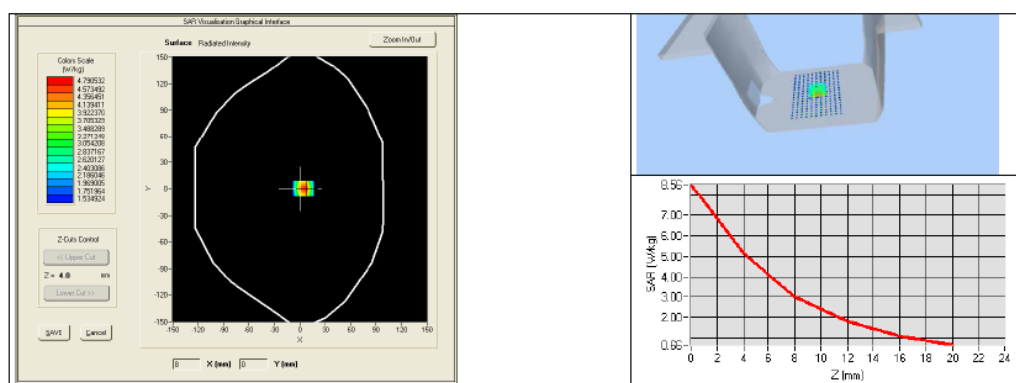 SAR Visualisation Graphical Interface
Surface Radiated Intensity
Zoom In/Out
Colors Scale
(W/kg)
4.790532
4.573492
4.356451
4.139411
3.922370
3.705329
3.488289
3.271248
3.054208
2.837167
2.620127
2.403086
2.186046
1.969005
1.751964
1.534924
Z-Cuts Control
<< Upper Cut
Z = 4.0 mm
Lower Cut >>
SAVE Cancel
150
120
90
60
30
0
-30
-60
-90
-120
-150
Y
-150 -120 -90 -60 -30 0 30 60 90 120 150
X
8 X (mm) 0 Y (mm)
8.56
7.00
6.00
5.00
4.00
3.00
2.00
0.66
SAR (W/kg)
0 2 4 6 8 10 12 14 16 18 20 22 24
Z (mm)